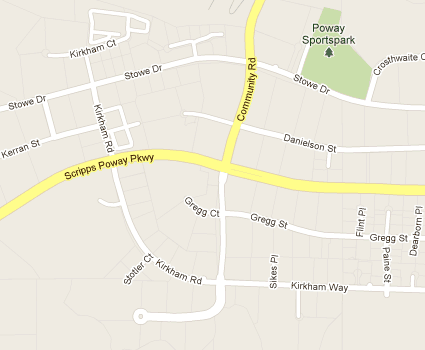 Poway
Sportspark
Kirkham Ct
Crosthwaite C
Stowe Dr
Stowe Dr
Stowe Dr
Community Rd
Kirkham Rd
Kerran St
Danielson St
Scripps Poway Pkwy
Gregg Ct
Gregg St
Flint Pl
Dearborn Pl
Gregg St
Paine St
Stotler Ct
Kirkham Rd
Sikes Pl
Kirkham Way